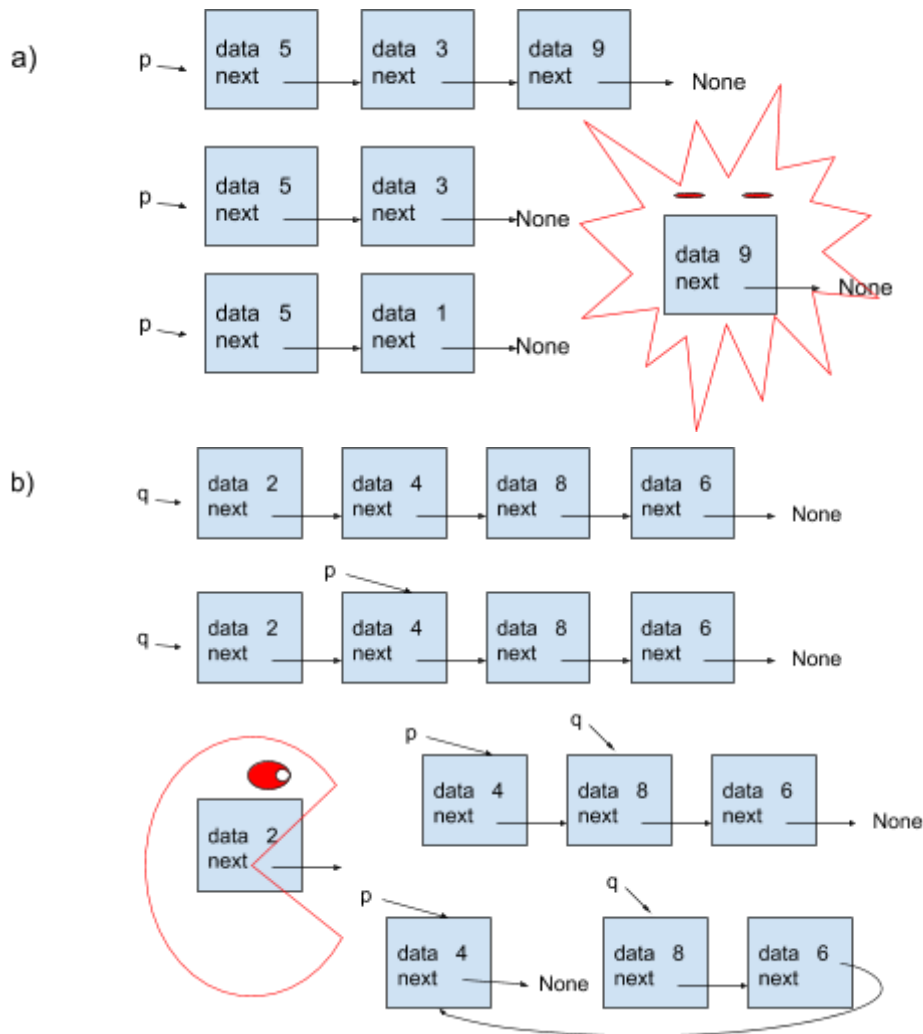 a)
p
data 5
next
data 3
next
data 9
next
None
p
data 5
next
data 3
next
None
data 9
next
None
p
data 5
next
data 1
next
None
b)
q
data 2
next
data 4
next
data 8
next
data 6
next
None
p
q
data 2
next
data 4
next
data 8
next
data 6
next
None
data 2
next
p
q
data 4
next
data 8
next
data 6
next
None
p
q
data 4
next
None
data 8
next
data 6
next